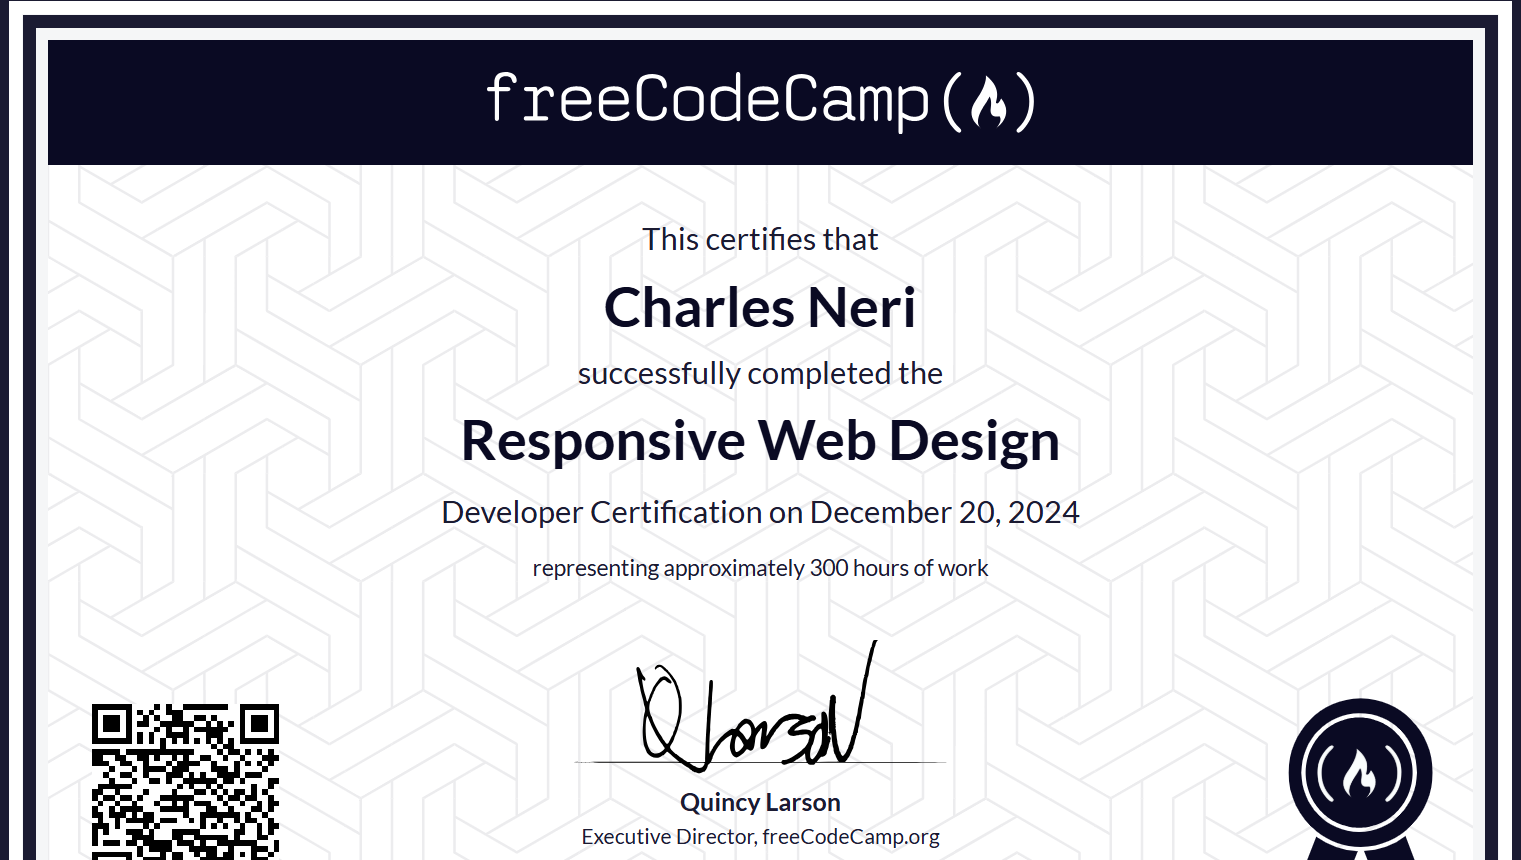 freeCodeCamp
This certifies that
Charles Neri
successfully completed the
Responsive Web Design
Developer Certification on December 20, 2024
representing approximately 300 hours of work
Q Larson
Quincy Larson
Executive Director, freeCodeCamp.org